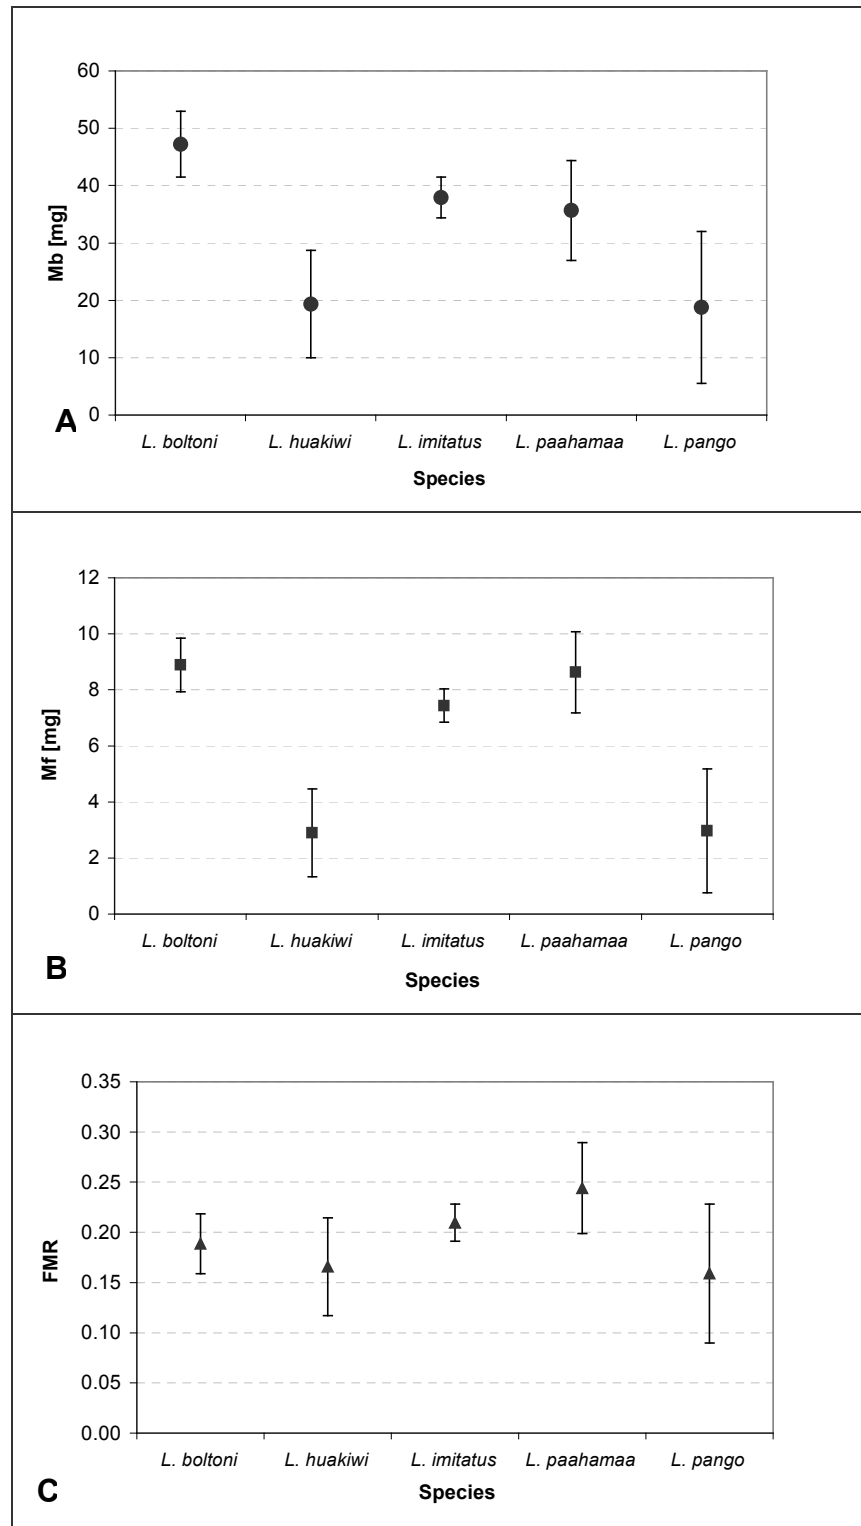 60
50
40
30
20
10
0
Mb [mg]
A
L. boltoni L. huakiwi L. imitatus L. paahamaa L. pango
Species
12
10
8
6
4
2
0
Mf [mg]
B
L. boltoni L. huakiwi L. imitatus L. paahamaa L. pango
Species
0.35
0.30
0.25
0.20
0.15
0.10
0.05
0.00
FMR
C
L. boltoni L. huakiwi L. imitatus L. paahamaa L. pango
Species